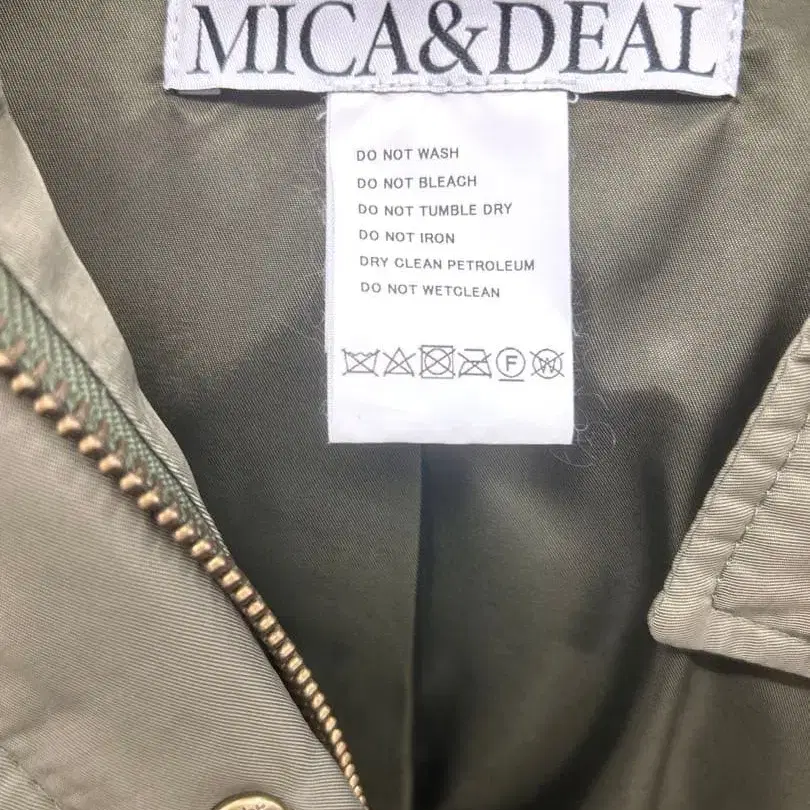 MICA&DEAL
DO NOT WASH
DO NOT BLEACH
DO NOT TUMBLE DRY
DO NOT IRON
DRY CLEAN PETROLEUM
DO NOT WETCLEAN
F W